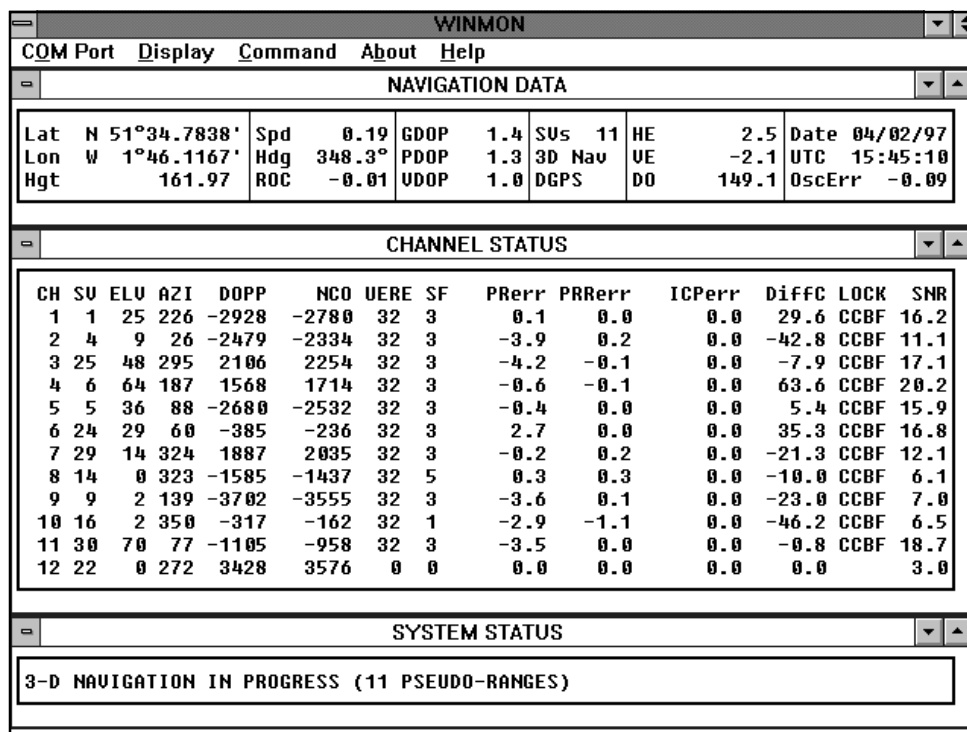 WINMON
COM Port Display Command About Help
NAVIGATION DATA
Lat N 51°34.7838' Spd 0.19 GDOP 1.4 SVs 11 HE 2.5 Date 04/02/97
Lon W 1°46.1167' Hdg 348.3° PDOP 1.3 3D Nav VE -2.1 UTC 15:45:10
Hgt 161.97 ROC -0.01 VDOP 1.0 DGPS DO 149.1 OscErr -0.09
CHANNEL STATUS
CH SV ELV AZI DOPP NCO UERE SF PRerr PRRerr ICPerr DiffC LOCK SNR
1 1 25 226 -2928 -2780 32 3 0.1 0.0 0.0 29.6 CCBF 16.2
2 4 9 26 -2479 -2334 32 3 -3.9 0.2 0.0 -42.8 CCBF 11.1
3 25 48 295 2106 2254 32 3 -4.2 -0.1 0.0 -7.9 CCBF 17.1
4 6 64 187 1568 1714 32 3 -0.6 -0.1 0.0 63.6 CCBF 20.2
5 5 36 88 -2680 -2532 32 3 -0.4 0.0 0.0 5.4 CCBF 15.9
6 24 29 60 -385 -236 32 3 2.7 0.0 0.0 35.3 CCBF 16.8
7 29 14 324 1887 2035 32 3 -0.2 0.2 0.0 -21.3 CCBF 12.1
8 14 0 323 -1585 -1437 32 5 0.3 0.3 0.0 -10.0 CCBF 6.1
9 9 2 139 -3702 -3555 32 3 -3.6 0.1 0.0 -23.0 CCBF 7.0
10 16 2 350 -317 -162 32 1 -2.9 -1.1 0.0 -46.2 CCBF 6.5
11 30 70 77 -1105 -958 32 3 -3.5 0.0 0.0 -0.8 CCBF 18.7
12 22 0 272 3428 3576 0 0 0.0 0.0 0.0 0.0 3.0
SYSTEM STATUS
3-D NAVIGATION IN PROGRESS (11 PSEUDO-RANGES)